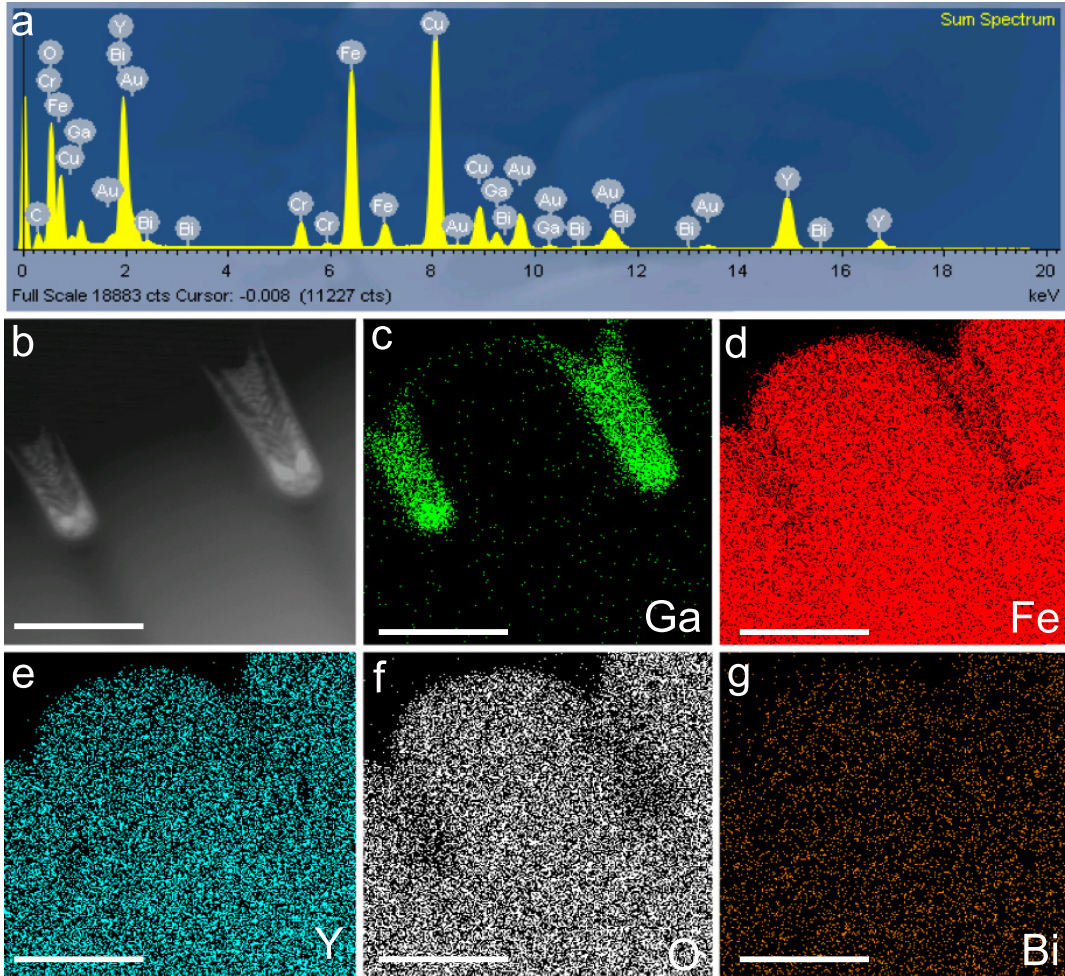 a
Sum Spectrum
Y
Cu
O
Bi
Fe
Cr
Au
Fe
Ga
Cu
Cu
Au
Au
Ga
Au
Au
Y
C
Bi
Bi
Cr
Cr
Fe
Au
Bi
Ga
Bi
Bi
Bi
Au
Bi
Y
0 2 4 6 8 10 12 14 16 18 20
Full Scale 18883 cts Cursor: -0.008 (11227 cts)
keV
b
c
Ga
d
Fe
e
Y
f
O
g
Bi